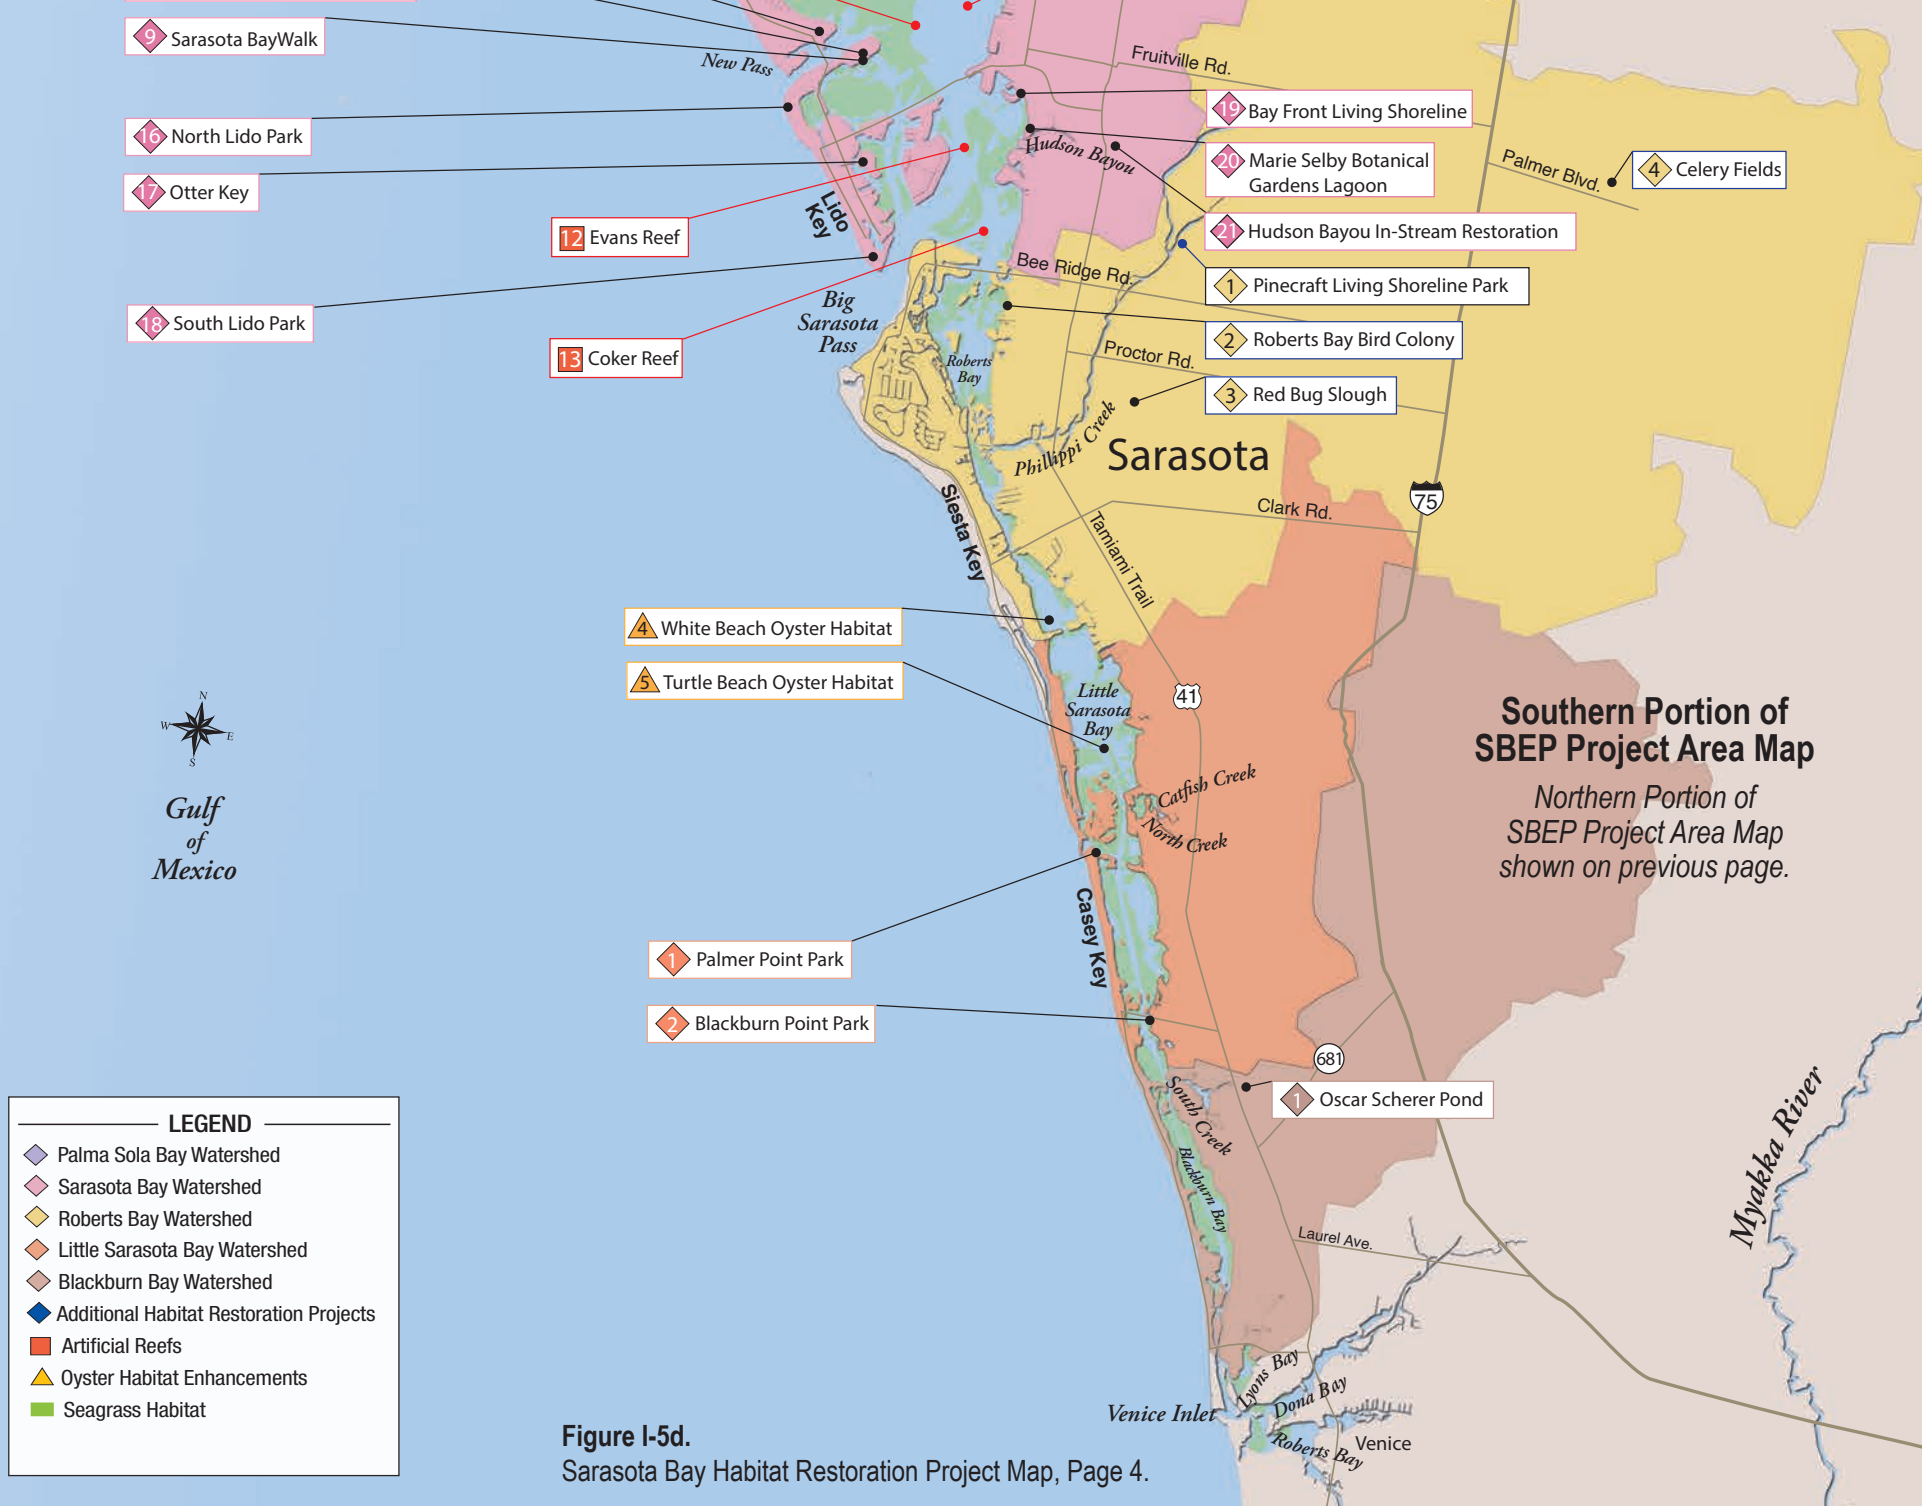 9 Sarasota BayWalk
New Pass
Fruitville Rd.
16 North Lido Park
19 Bay Front Living Shoreline
Hudson Bayou
20 Marie Selby Botanical
Gardens Lagoon
Palmer Blvd.
4 Celery Fields
17 Otter Key
Lido
Key
12 Evans Reef
21 Hudson Bayou In-Stream Restoration
Bee Ridge Rd.
1 Pinecraft Living Shoreline Park
18 South Lido Park
Big
Sarasota
Pass
2 Roberts Bay Bird Colony
13 Coker Reef
Roberts
Bay
Proctor Rd.
3 Red Bug Slough
Phillippi Creek
Sarasota
75
Siesta Key
Clark Rd.
Tamiami Trail
4 White Beach Oyster Habitat
5 Turtle Beach Oyster Habitat
Little
Sarasota
Bay
41
N
W
E
S
Gulf
of
Mexico
Southern Portion of
SBEP Project Area Map
Northern Portion of
SBEP Project Area Map
shown on previous page.
Catfish Creek
North Creek
Casey Key
1 Palmer Point Park
2 Blackburn Point Park
681
1 Oscar Scherer Pond
South Creek
Blackburn Bay
Myakka River
Laurel Ave.
LEGEND
Palma Sola Bay Watershed
Sarasota Bay Watershed
Roberts Bay Watershed
Little Sarasota Bay Watershed
Blackburn Bay Watershed
Additional Habitat Restoration Projects
Artificial Reefs
Oyster Habitat Enhancements
Seagrass Habitat
Lyons Bay
Dona Bay
Venice Inlet
Roberts Bay
Venice
Figure I-5d.
Sarasota Bay Habitat Restoration Project Map, Page 4.